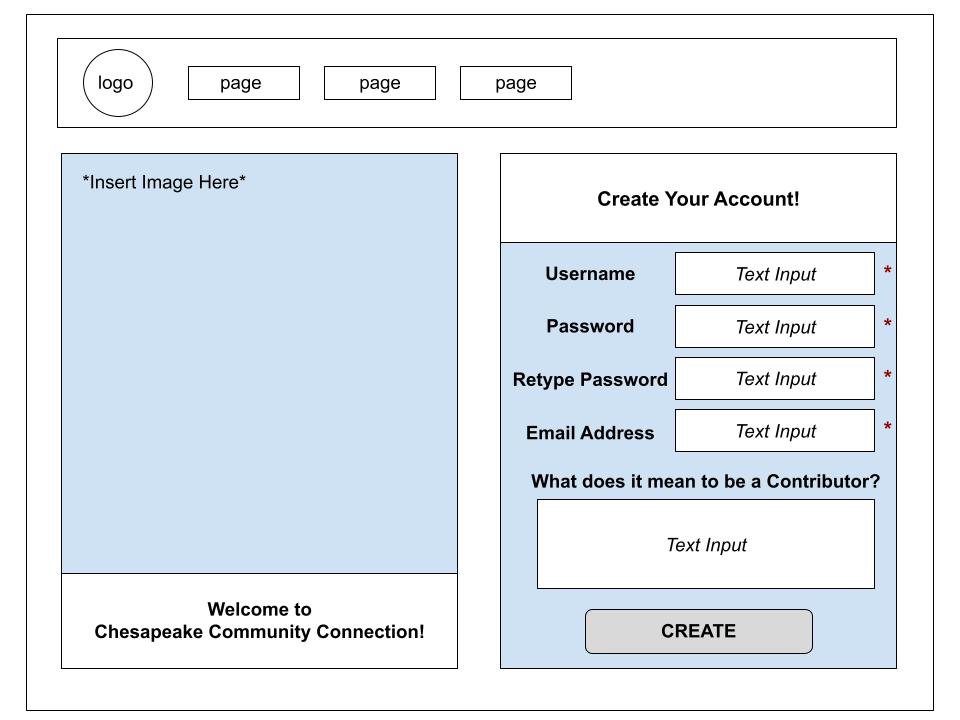 logo
page
page
page
*Insert Image Here*
Welcome to
Chesapeake Community Connection!
Create Your Account!
Username
Text Input
*
Password
Text Input
*
Retype Password
Text Input
*
Email Address
Text Input
*
What does it mean to be a Contributor?
Text Input
CREATE